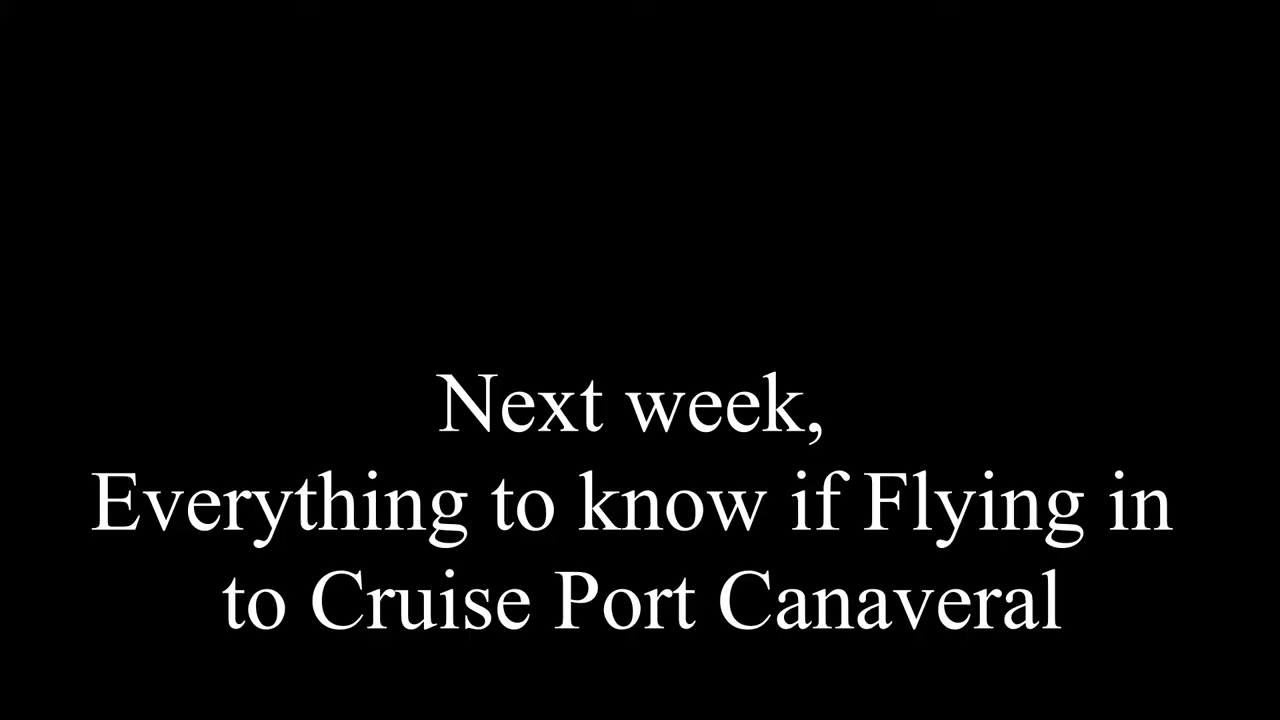 Next week,
Everything to know if Flying in
to Cruise Port Canaveral